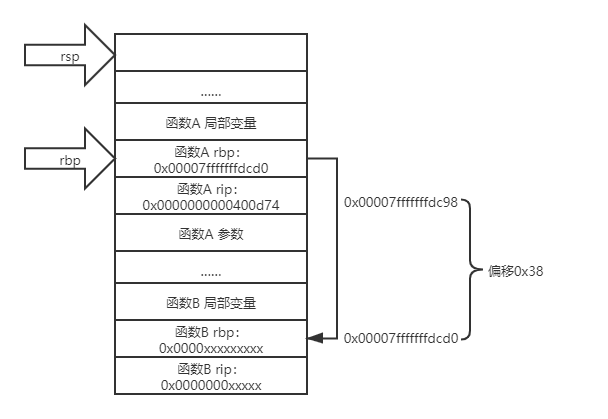 rsp
......
函数A 局部变量
rbp
函数A rbp:
0x00007fffffffdcd0
函数A rip:
0x0000000000400d74
0x00007fffffffdc98
函数A 参数
......
偏移0x38
函数B 局部变量
函数B rbp:
0x0000xxxxxxxxx
0x00007fffffffdcd0
函数B rip:
0x0000000xxxxx